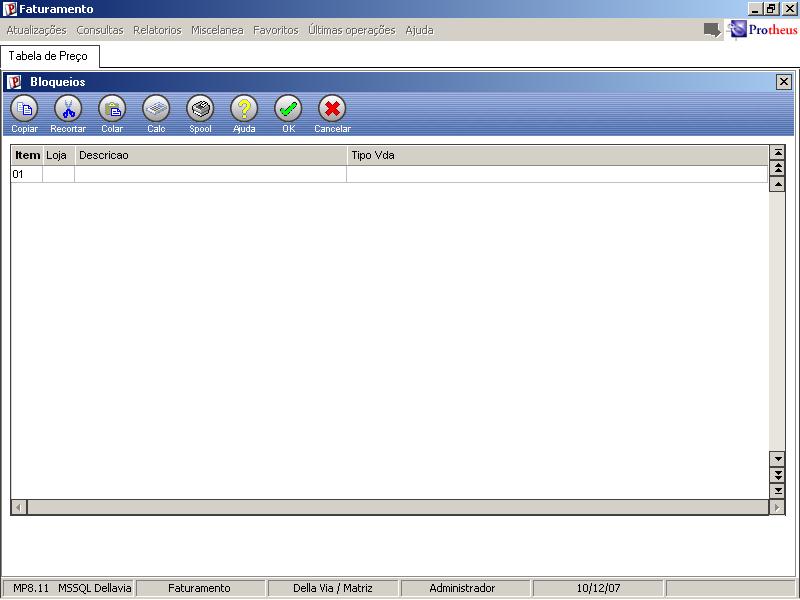 Faturamento
Atualizações Consultas Relatorios Miscelanea Favoritos Últimas operações Ajuda Protheus
Tabela de Preço
Bloqueios
Copiar Recortar Colar Calc Spool Ajuda OK Cancelar
Item Loja Descricao Tipo Vda
01
MP8.11 MSSQL Dellavia Faturamento Della Via / Matriz Administrador 10/12/07